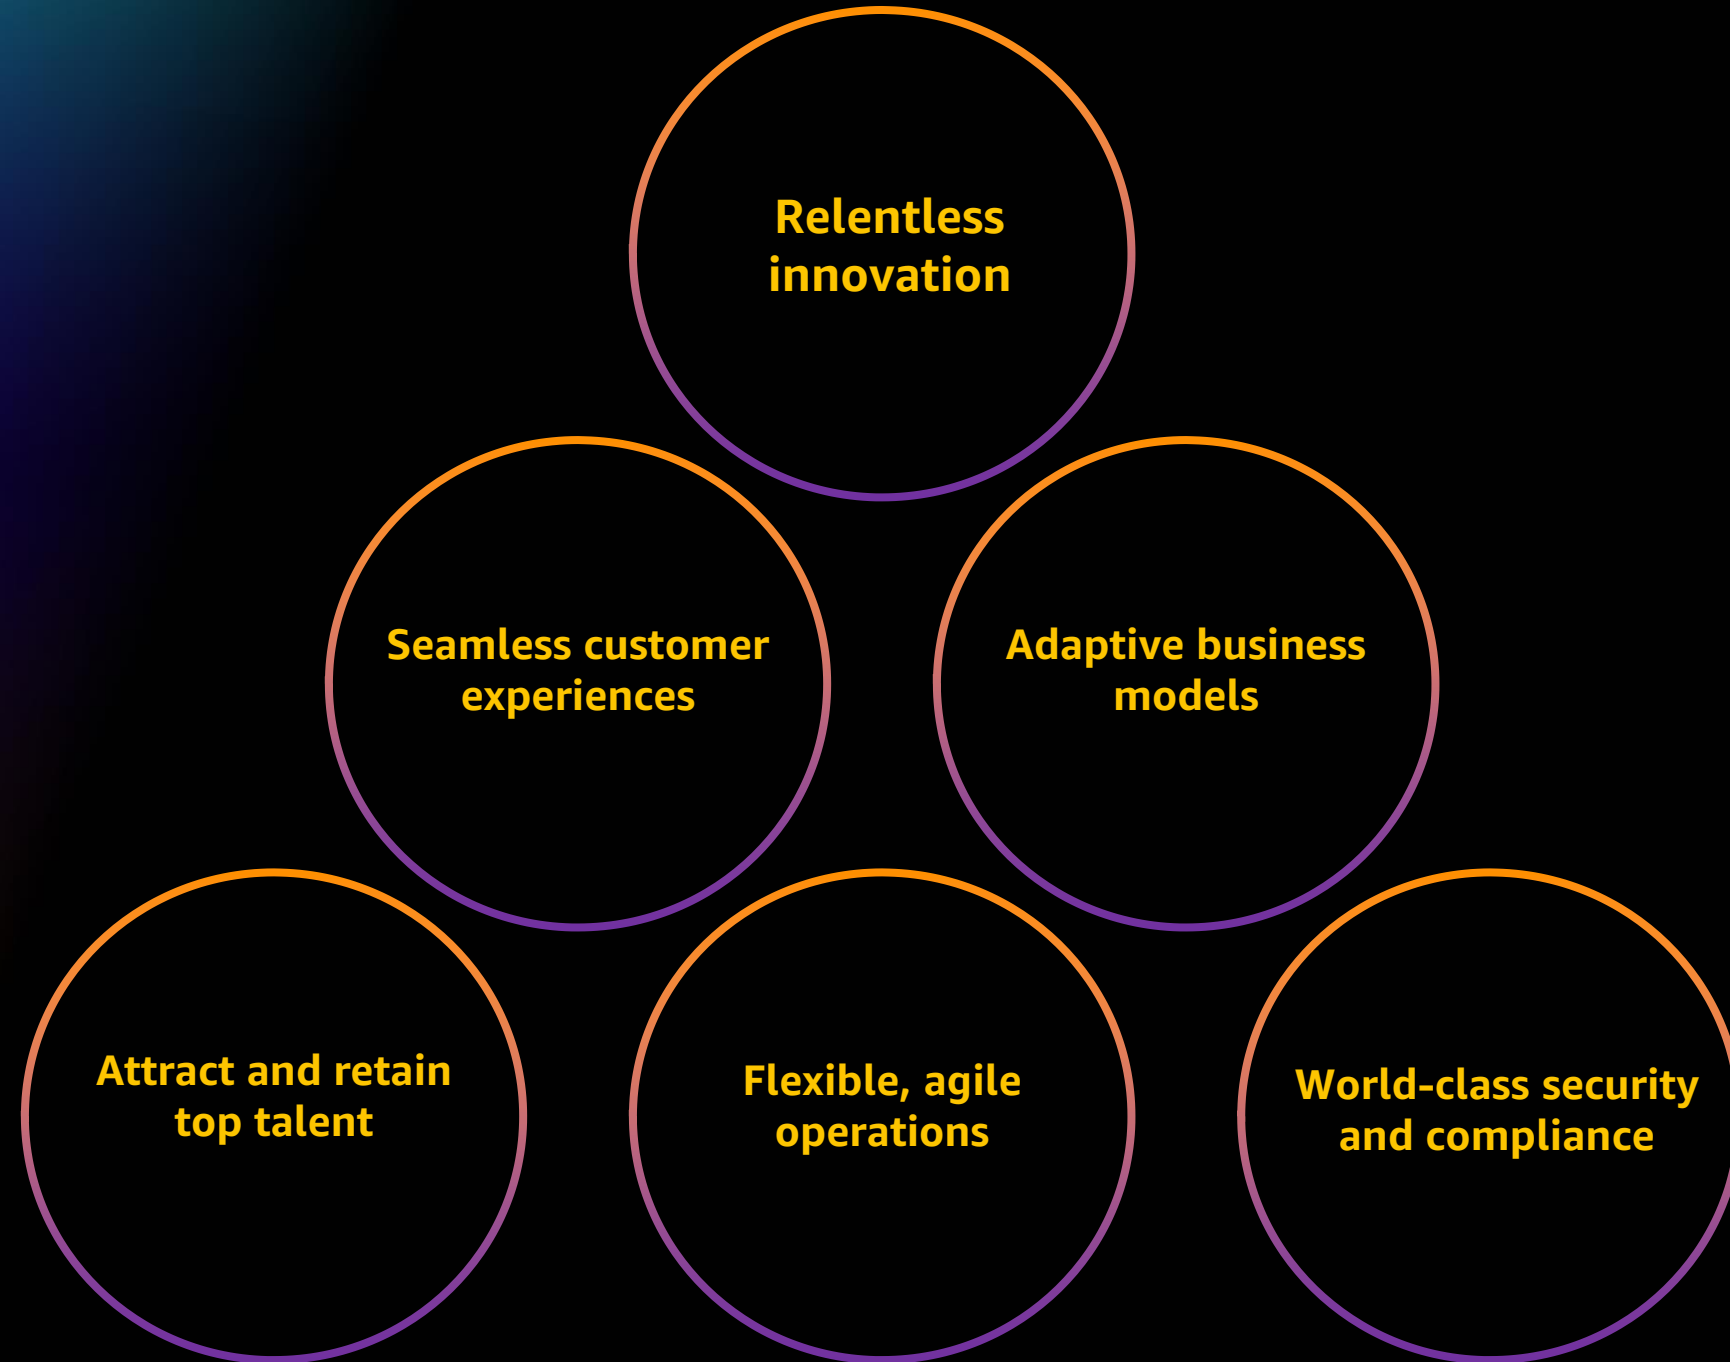 Relentless
innovation
Seamless customer
experiences
Adaptive business
models
Attract and retain
top talent
Flexible, agile
operations
World-class security
and compliance